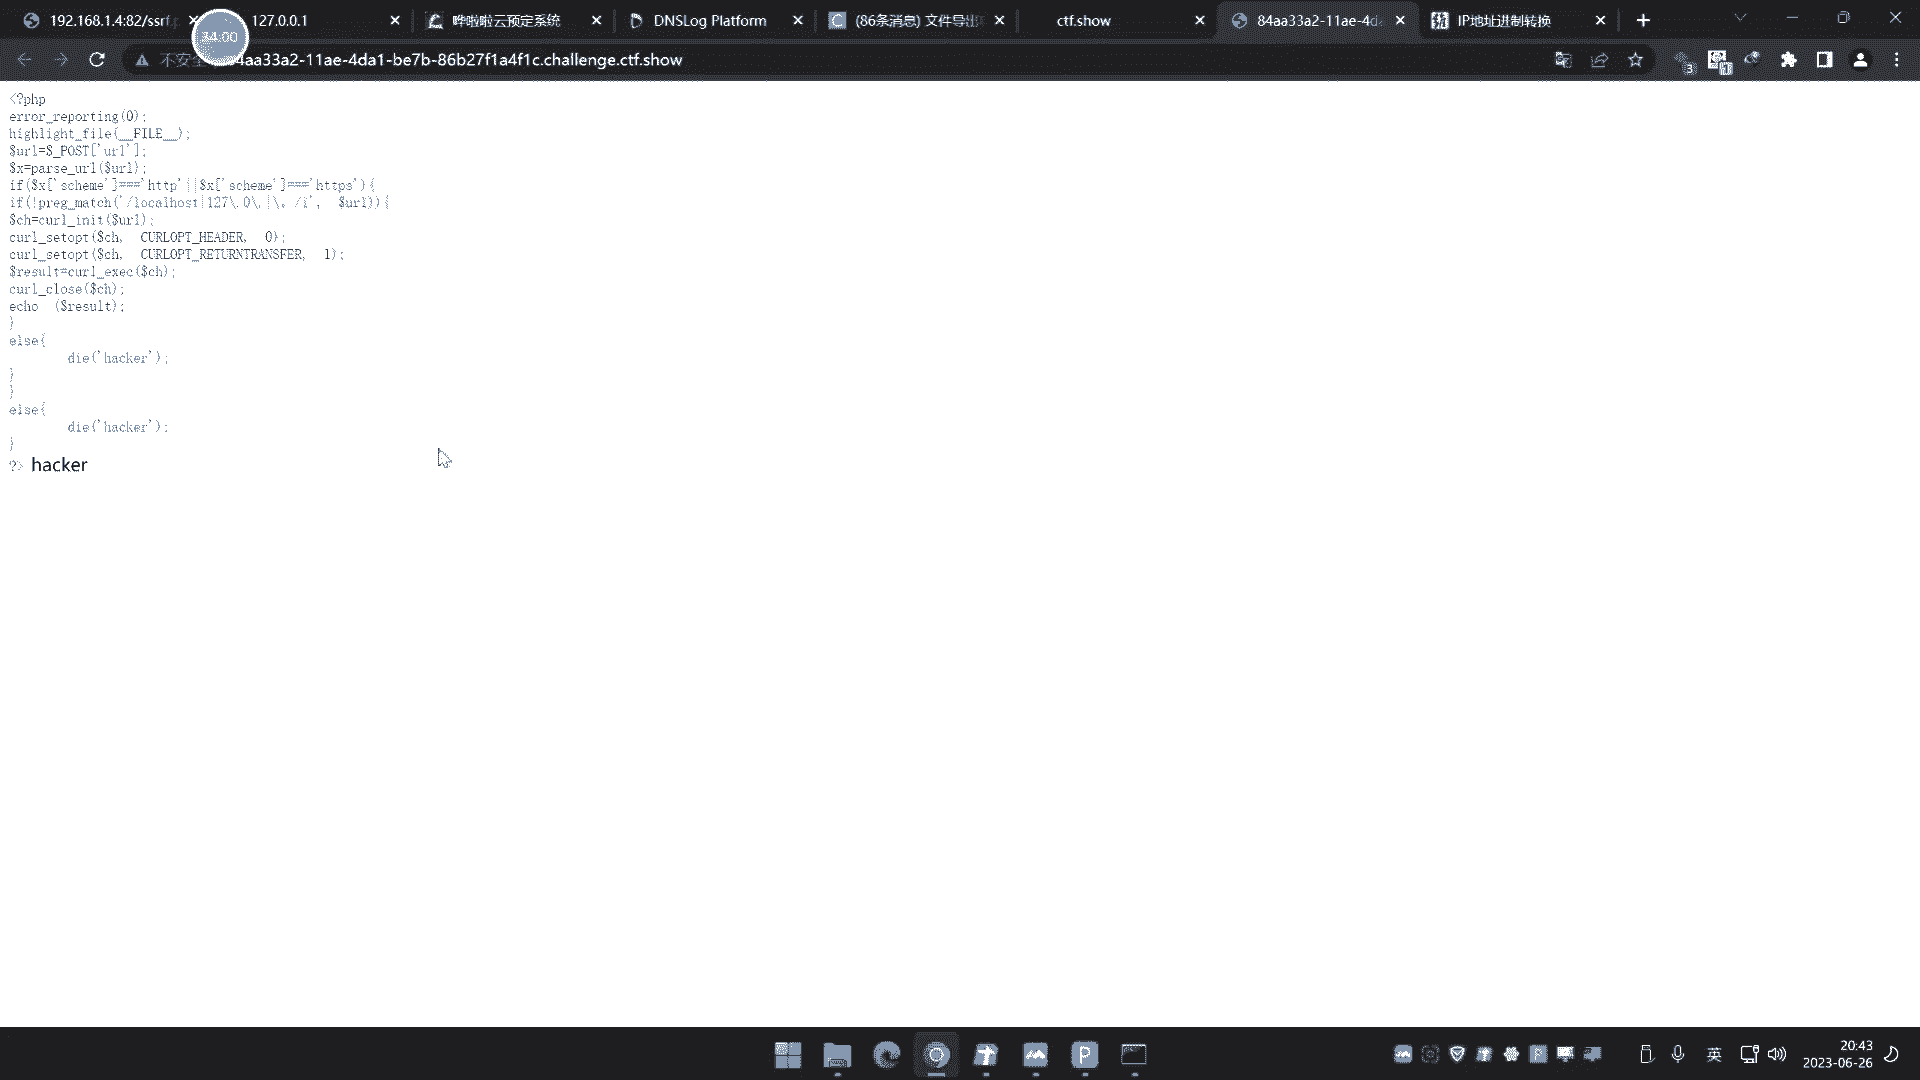 192.168.1.4:82/ssrf.p
127.0.0.1
哗啦啦云预定系统
DNSLog Platform
(86条消息) 文件导出
ctf.show
84aa33a2-11ae-4da
IP地址进制转换
34:00
不安全
84aa33a2-11ae-4da1-be7b-86b27f1a4f1c.challenge.ctf.show
3
1
<?php
error_reporting(0);
highlight_file(__FILE__);
$url=$_POST['url'];
$x=parse_url($url);
if($x['scheme']==='http'||$x['scheme']==='https'){
if(!preg_match('/localhost|127\.0\.|\。/i', $url)){
$ch=curl_init($url);
curl_setopt($ch, CURLOPT_HEADER, 0);
curl_setopt($ch, CURLOPT_RETURNTRANSFER, 1);
$result=curl_exec($ch);
curl_close($ch);
echo ($result);
}
else{
die('hacker');
}
}
else{
die('hacker');
}
?> hacker
英
20:43
2023-06-26